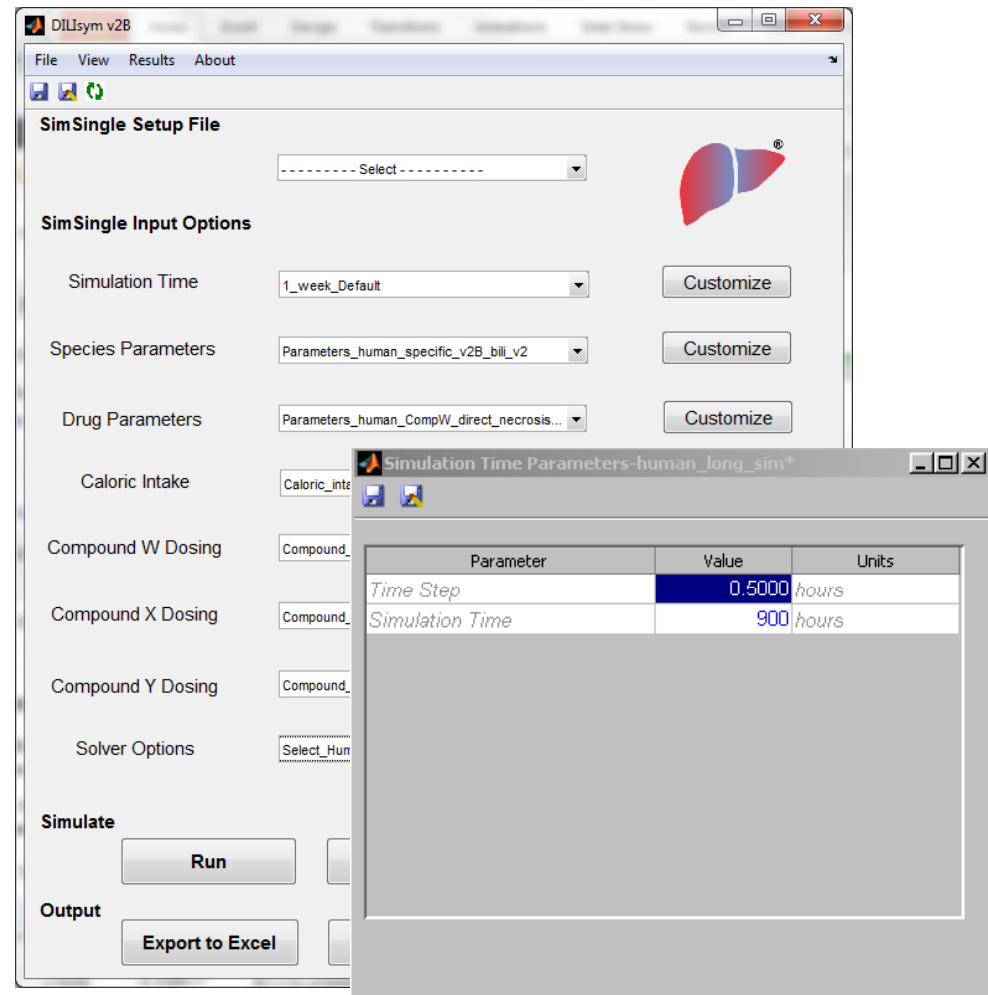 DILIsym v2B
File View Results About
SimSingle Setup File
®
- - - - - - - - - Select - - - - - - - - - -
SimSingle Input Options
Simulation Time 1_week_Default Customize
Species Parameters Parameters_human_specific_v2B_bili_v2 Customize
Drug Parameters Parameters_human_CompW_direct_necrosis... Customize
Caloric Intake Caloric_inta
Compound W Dosing Compound_
Compound X Dosing Compound_
Compound Y Dosing Compound_
Solver Options Select_Hum
Simulate
Run
Output
Export to Excel
Simulation Time Parameters-human_long_sim*
Parameter Value Units
Time Step 0.5000 hours
Simulation Time 900 hours